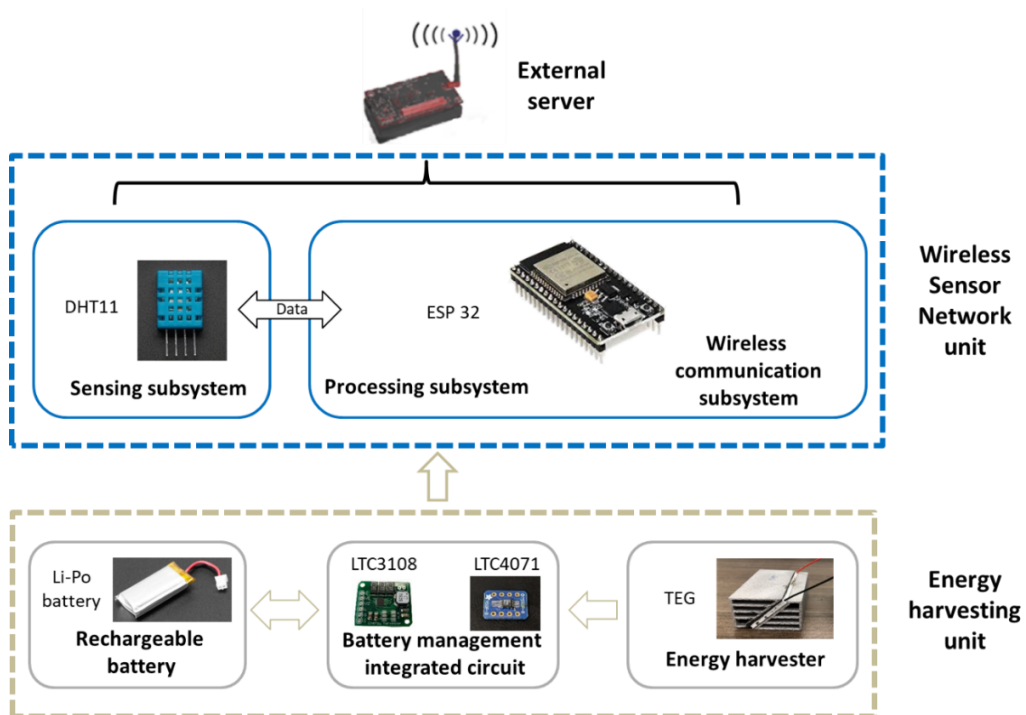 External
server
DHT11
Data
ESP 32
Sensing subsystem
Processing subsystem
Wireless
communication
subsystem
Wireless
Sensor
Network
unit
Li-Po
battery
Rechargeable
battery
LTC3108
LTC4071
Battery management
integrated circuit
TEG
Energy harvester
Energy
harvesting
unit